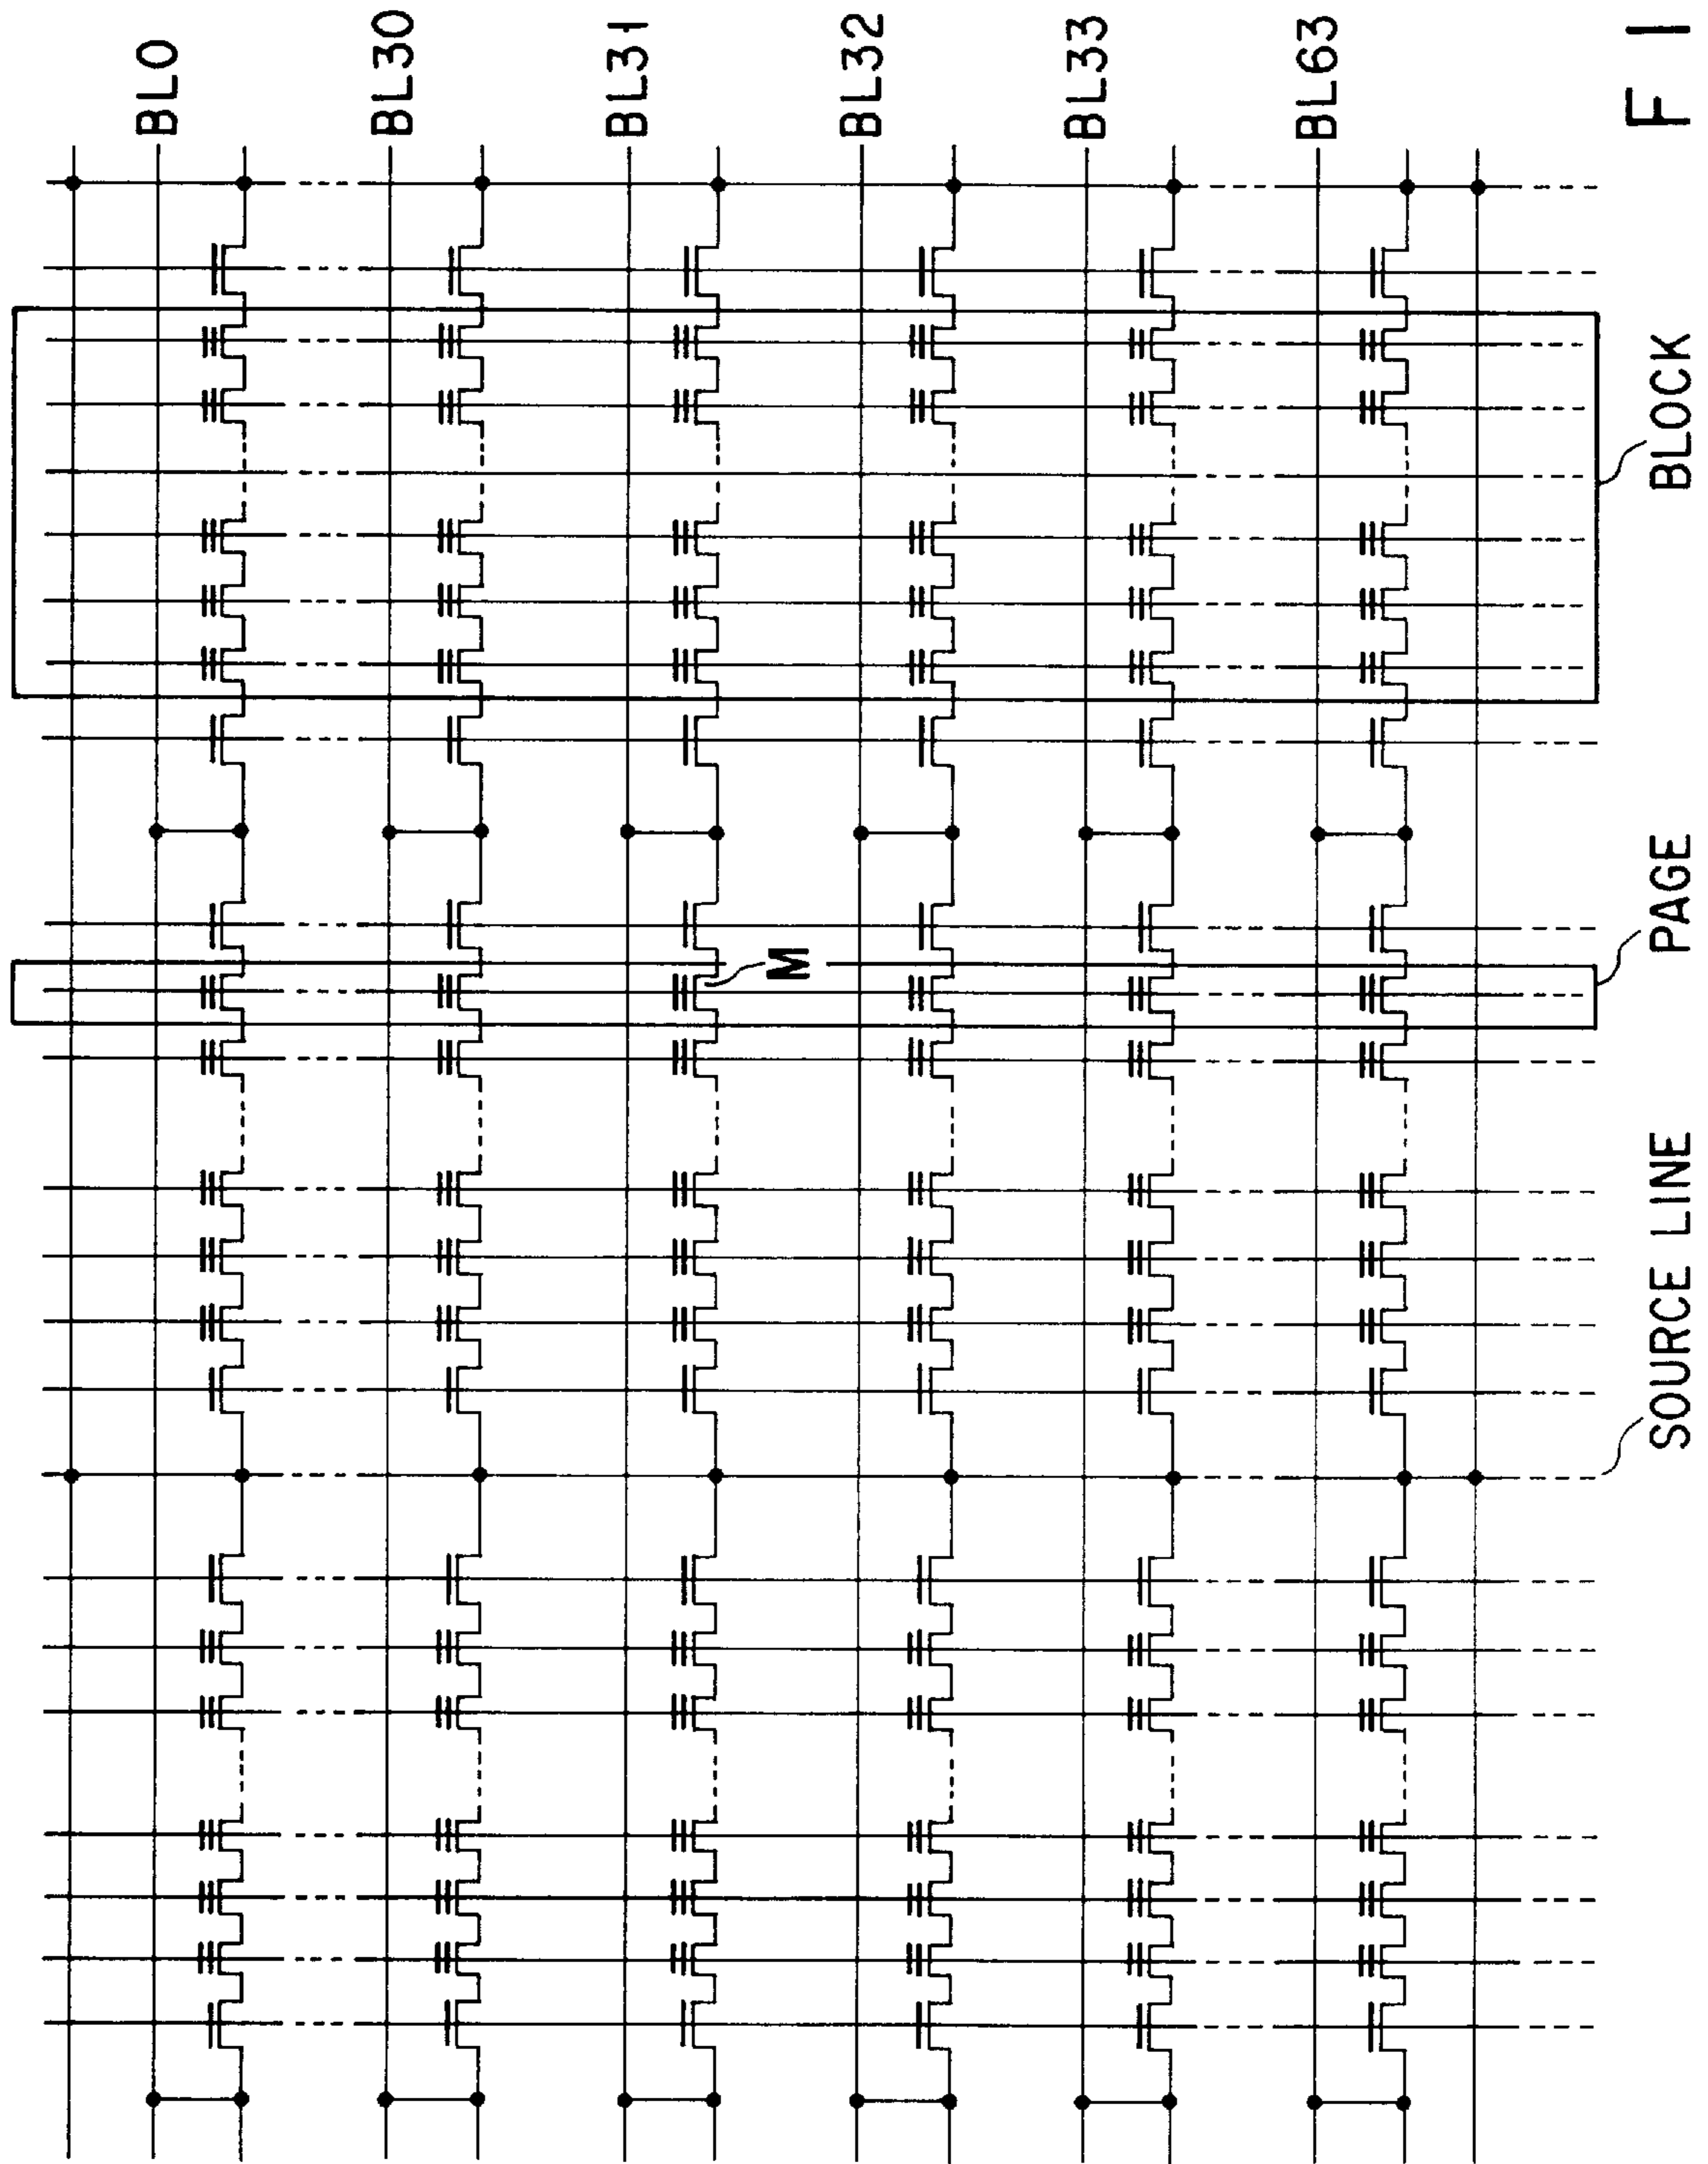 BL0
BL30
BL31
BL32
BL33
BL63
M
BLOCK
PAGE
SOURCE LINE
F I